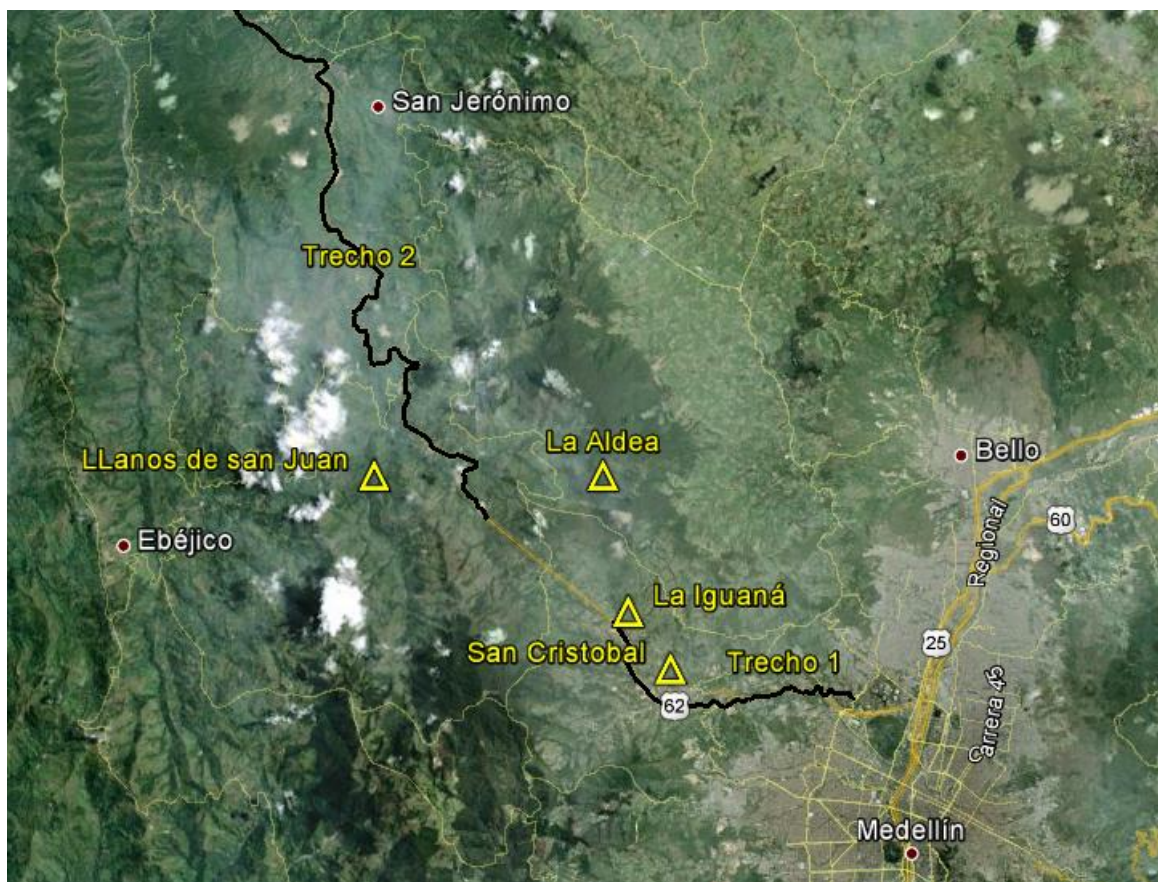 San Jerónimo
Trecho 2
La Aldea
LLanos de san Juan
Bello
Ebéjico
60
Regional
La Iguaná
25
San Cristobal
Trecho 1
62
Carrera 45
Medellín